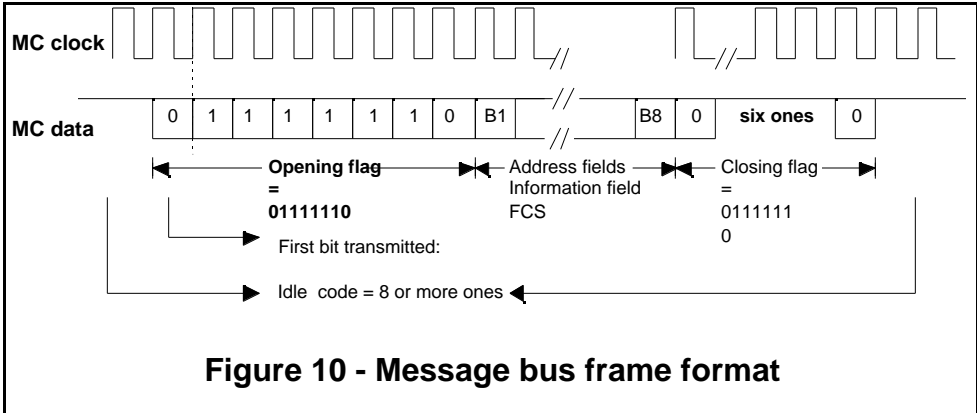 MC clock
MC data
0 1 1 1 1 1 1 0 B1 B8 0 six ones 0
Opening flag
=
01111110
Address fields
Information field
FCS
Closing flag
=
0111111
0
First bit transmitted:
Idle code = 8 or more ones
Figure 10 - Message bus frame format